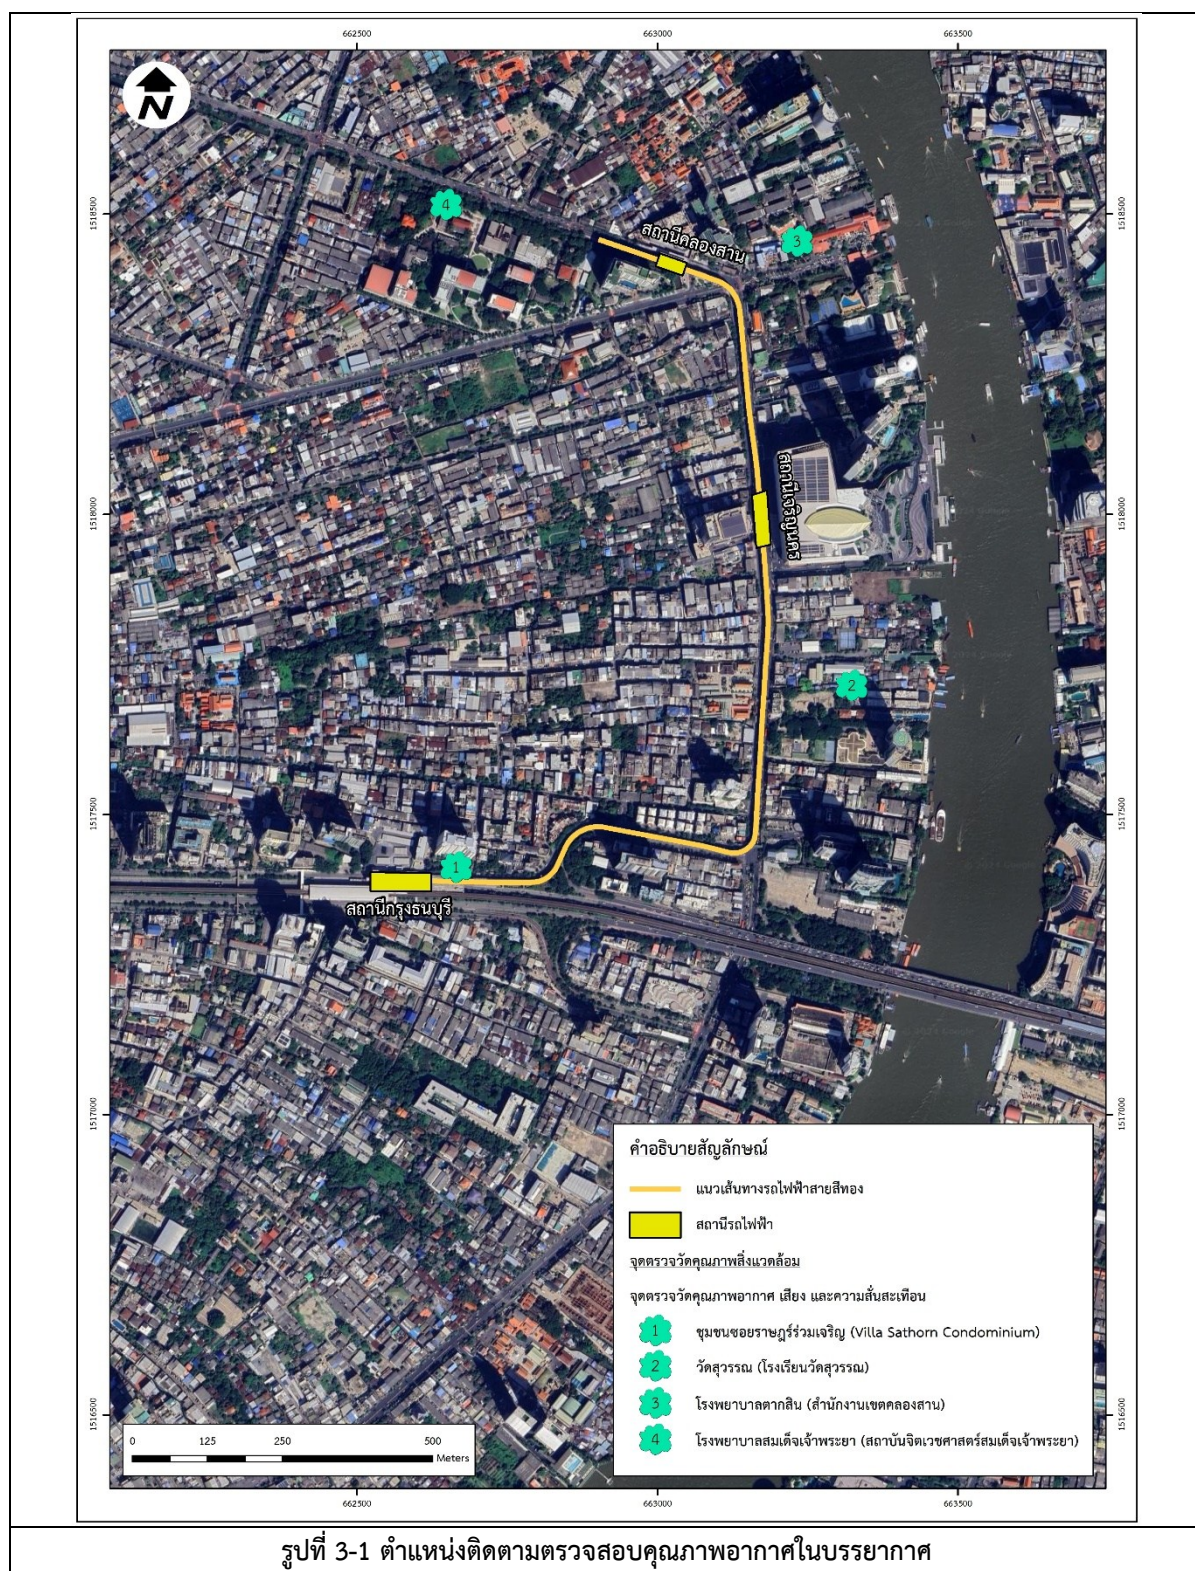 662500 663000 663500
N
1518500 1518500
4
3
สถานีคลองสาน
สถานีเจริญนคร
1518000 1518000
2
1517500 1517500
1
สถานีกรุงธนบุรี
1517000 1517000
คำอธิบายสัญลักษณ์
แนวเส้นทางรถไฟฟ้าสายสีทอง
สถานีรถไฟฟ้า
จุดตรวจวัดคุณภาพสิ่งแวดล้อม
จุดตรวจวัดคุณภาพอากาศ เสียง และความสั่นสะเทือน
1 ชุมชนซอยราษฎร์ร่วมเจริญ (Villa Sathorn Condominium)
2 วัดสุวรรณ (โรงเรียนวัดสุวรรณ)
3 โรงพยาบาลตากสิน (สำนักงานเขตคลองสาน)
4 โรงพยาบาลสมเด็จเจ้าพระยา (สถาบันจิตเวชศาสตร์สมเด็จเจ้าพระยา)
1516500 1516500
0 125 250 500
Meters
662500 663000 663500
รูปที่ 3-1 ตำแหน่งติดตามตรวจสอบคุณภาพอากาศในบรรยากาศ